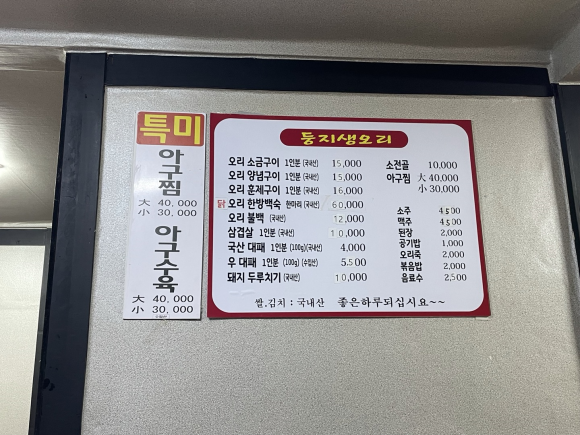 특미
아구찜
大 40,000
小 30,000
아구수육
大 40,000
小 30,000
둥지생오리
오리 소금구이 1인분 (국내산) 15,000
오리 양념구이 1인분 (국내산) 15,000
오리 훈제구이 1인분 (국내산) 16,000
닭 오리 한방백숙 한마리 (국내산) 60,000
오리 불백 (국내산) 12,000
삼겹살 1인분 (국내산) 10,000
국산 대패 1인분 (100g)(국내산) 4.000
우 대패 1인분 (100g) (수입산) 5.500
돼지 두루치기 (국내산) 10,000
소전골 10,000
아구찜 大 40,000
小 30,000
소주 4500
맥주 4500
된장 2,000
공기밥 1,000
오리죽 2,000
볶음밥 2,000
음료수 2,500
쌀.김치 : 국내산 좋은하루되십시요~~